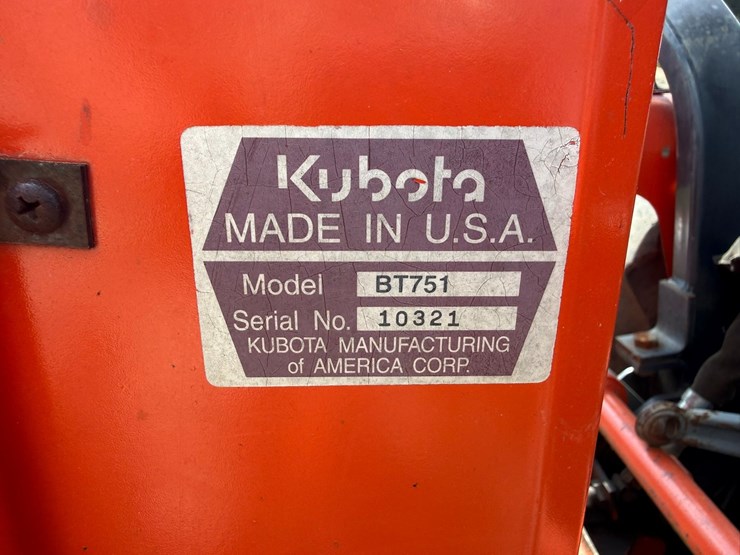 Kubota
MADE IN U.S.A.
Model BT751
Serial No. 10321
KUBOTA MANUFACTURING
of AMERICA CORP.